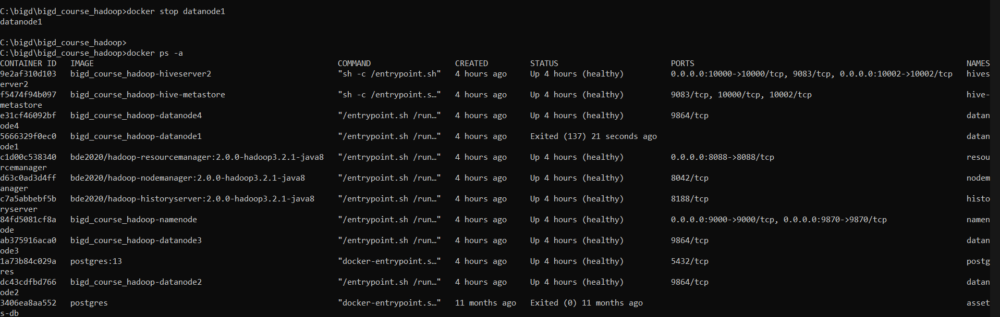 C:\bigd\bigd_course_hadoop>docker stop datanode1
datanode1
C:\bigd\bigd_course_hadoop>
C:\bigd\bigd_course_hadoop>docker ps -a
CONTAINER ID   IMAGE                                                    COMMAND                  CREATED         STATUS                        PORTS                                                        NAMES
9e2af310d103   bigd_course_hadoop-hiveserver2                           "sh -c /entrypoint.sh"   4 hours ago     Up 4 hours (healthy)          0.0.0.0:10000->10000/tcp, 9083/tcp, 0.0.0.0:10002->10002/tcp   hives
erver2
f5474f94b097   bigd_course_hadoop-hive-metastore                        "sh -c /entrypoint.s…"   4 hours ago     Up 4 hours (healthy)          9083/tcp, 10000/tcp, 10002/tcp                               hive-
metastore
e31cf46092bf   bigd_course_hadoop-datanode4                             "/entrypoint.sh /run…"   4 hours ago     Up 4 hours (healthy)          9864/tcp                                                     datan
ode4
5666329f0ec0   bigd_course_hadoop-datanode1                             "/entrypoint.sh /run…"   4 hours ago     Exited (137) 21 seconds ago                                                                datan
ode1
c1d00c538340   bde2020/hadoop-resourcemanager:2.0.0-hadoop3.2.1-java8   "/entrypoint.sh /run…"   4 hours ago     Up 4 hours (healthy)          0.0.0.0:8088->8088/tcp                                       resou
rcemanager
d63c0ad3d4ff   bde2020/hadoop-nodemanager:2.0.0-hadoop3.2.1-java8       "/entrypoint.sh /run…"   4 hours ago     Up 4 hours (healthy)          8042/tcp                                                     nodem
anager
c7a5abbebf5b   bde2020/hadoop-historyserver:2.0.0-hadoop3.2.1-java8     "/entrypoint.sh /run…"   4 hours ago     Up 4 hours (healthy)          8188/tcp                                                     histo
ryserver
84fd5081cf8a   bigd_course_hadoop-namenode                              "/entrypoint.sh /run…"   4 hours ago     Up 4 hours (healthy)          0.0.0.0:9000->9000/tcp, 0.0.0.0:9870->9870/tcp               namen
ode
ab375916aca0   bigd_course_hadoop-datanode3                             "/entrypoint.sh /run…"   4 hours ago     Up 4 hours (healthy)          9864/tcp                                                     datan
ode3
1a73b84c029a   postgres:13                                              "docker-entrypoint.s…"   4 hours ago     Up 4 hours (healthy)          5432/tcp                                                     postg
res
dc43cdfbd766   bigd_course_hadoop-datanode2                             "/entrypoint.sh /run…"   4 hours ago     Up 4 hours (healthy)          9864/tcp                                                     datan
ode2
3406ea8aa552   postgres                                                 "docker-entrypoint.s…"   11 months ago   Exited (0) 11 months ago                                                                   asset
s-db